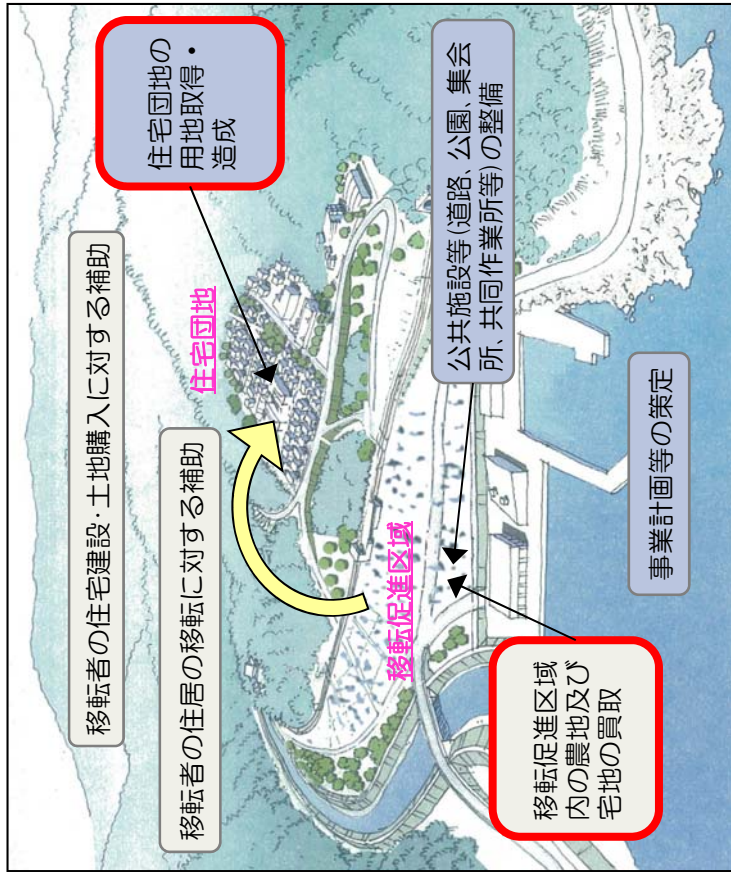 移転者の住宅建設・土地購入に対する補助
移転者の住居の移転に対する補助
住宅団地
住宅団地の
用地取得・
造成
移転促進区域
公共施設等(道路、公園、集会
所、共同作業所等)の整備
移転促進区域
内の農地及び
宅地の買取
事業計画等の策定